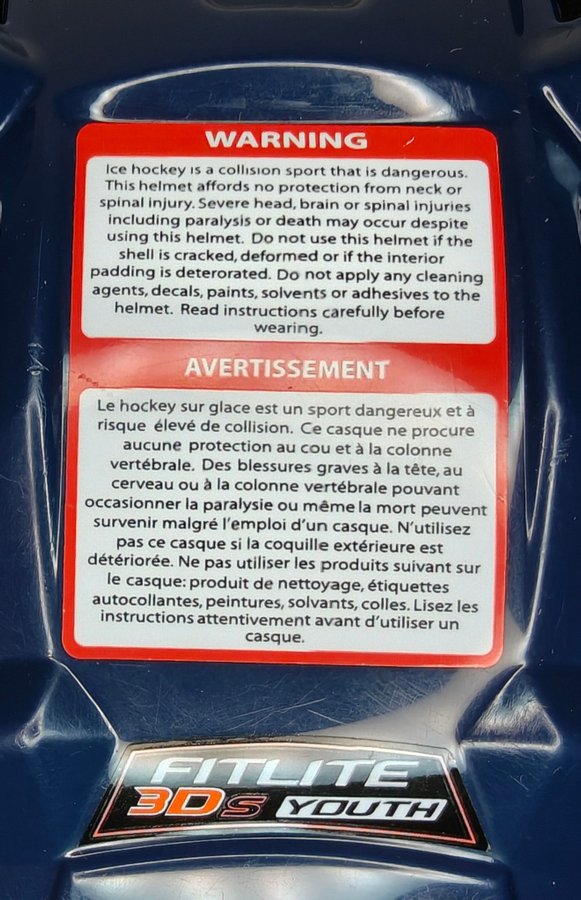 WARNING
Ice hockey is a collision sport that is dangerous.
This helmet affords no protection from neck or
spinal injury. Severe head, brain or spinal injuries
including paralysis or death may occur despite
using this helmet. Do not use this helmet if the
shell is cracked, deformed or if the interior
padding is deterorated. Do not apply any cleaning
agents, decals, paints, solvents or adhesives to the
helmet. Read instructions carefully before
wearing.
AVERTISSEMENT
Le hockey sur glace est un sport dangereux et à
risque élevé de collision. Ce casque ne procure
aucune protection au cou et à la colonne
vertébrale. Des blessures graves à la tête, au
cerveau ou à la colonne vertébrale pouvant
occasionner la paralysie ou même la mort peuvent
survenir malgré l'emploi d'un casque. N'utilisez
pas ce casque si la coquille extérieure est
détériorée. Ne pas utiliser les produits suivant sur
le casque: produit de nettoyage, étiquettes
autocollantes, peintures, solvants, colles. Lisez les
instructions attentivement avant d'utiliser un
casque.
FITLITE
3DS YOUTH